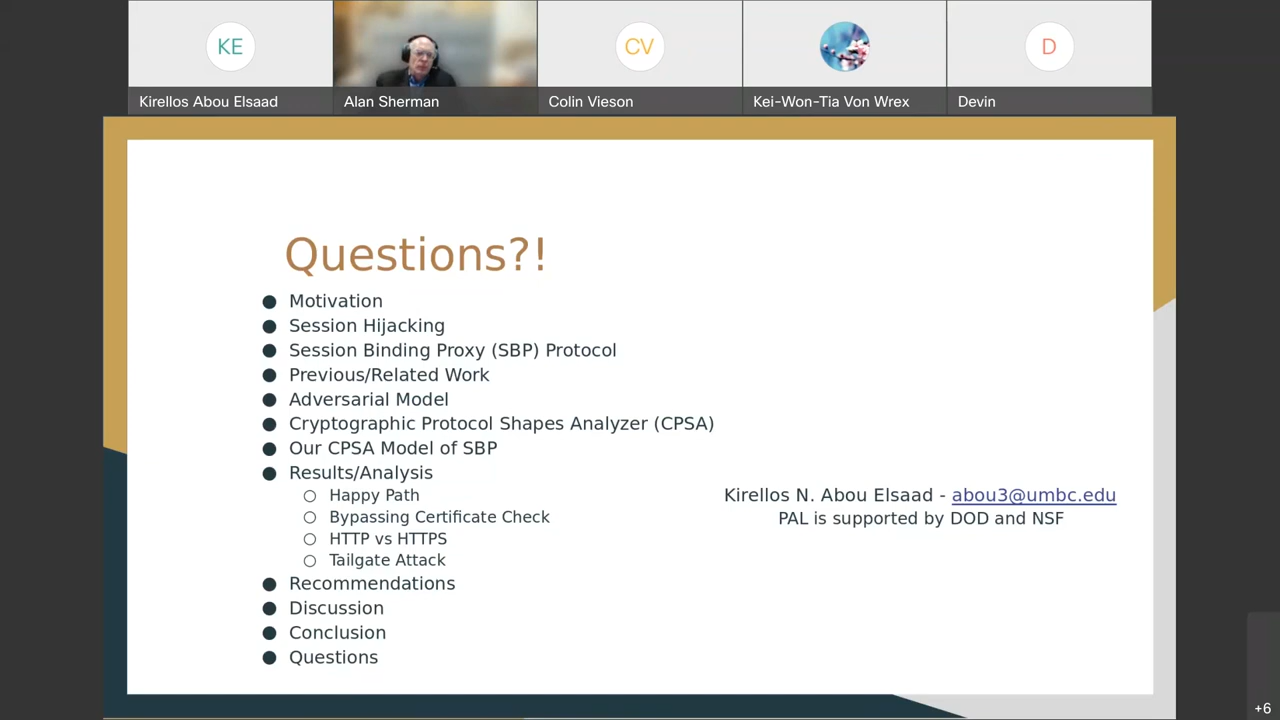 KE
CV
D
Kirellos Abou Elsaad
Alan Sherman
Colin Vieson
Kei-Won-Tia Von Wrex
Devin
Questions?!
Motivation
Session Hijacking
Session Binding Proxy (SBP) Protocol
Previous/Related Work
Adversarial Model
Cryptographic Protocol Shapes Analyzer (CPSA)
Our CPSA Model of SBP
Results/Analysis
Happy Path
Bypassing Certificate Check
HTTP vs HTTPS
Tailgate Attack
Recommendations
Discussion
Conclusion
Questions
Kirellos N. Abou Elsaad - abou3@umbc.edu
PAL is supported by DOD and NSF
+6